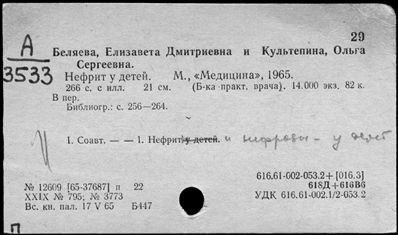 29
А
3533
Беляева, Елизавета Дмитриевна и Культепина, Ольга
Сергеевна.
Нефрит у детей. М., «Медицина», 1965.
266 с. с илл. 21 см. (Б-ка практ. врача). 14.000 экз. 82 к.
В пер.
Библиогр.: с. 256—264.
I. Соавт. — — 1. Нефрит у детей. и нефрозы - у детей
616.61-002-053.2+[016.3]
618Д+616В6
№ 12609 [65-37687] п 22
XXIX № 795; № 3773
УДК 616.61-002.1/2-053.2
Вс. кн. пал. 17 V 65 Б447
П